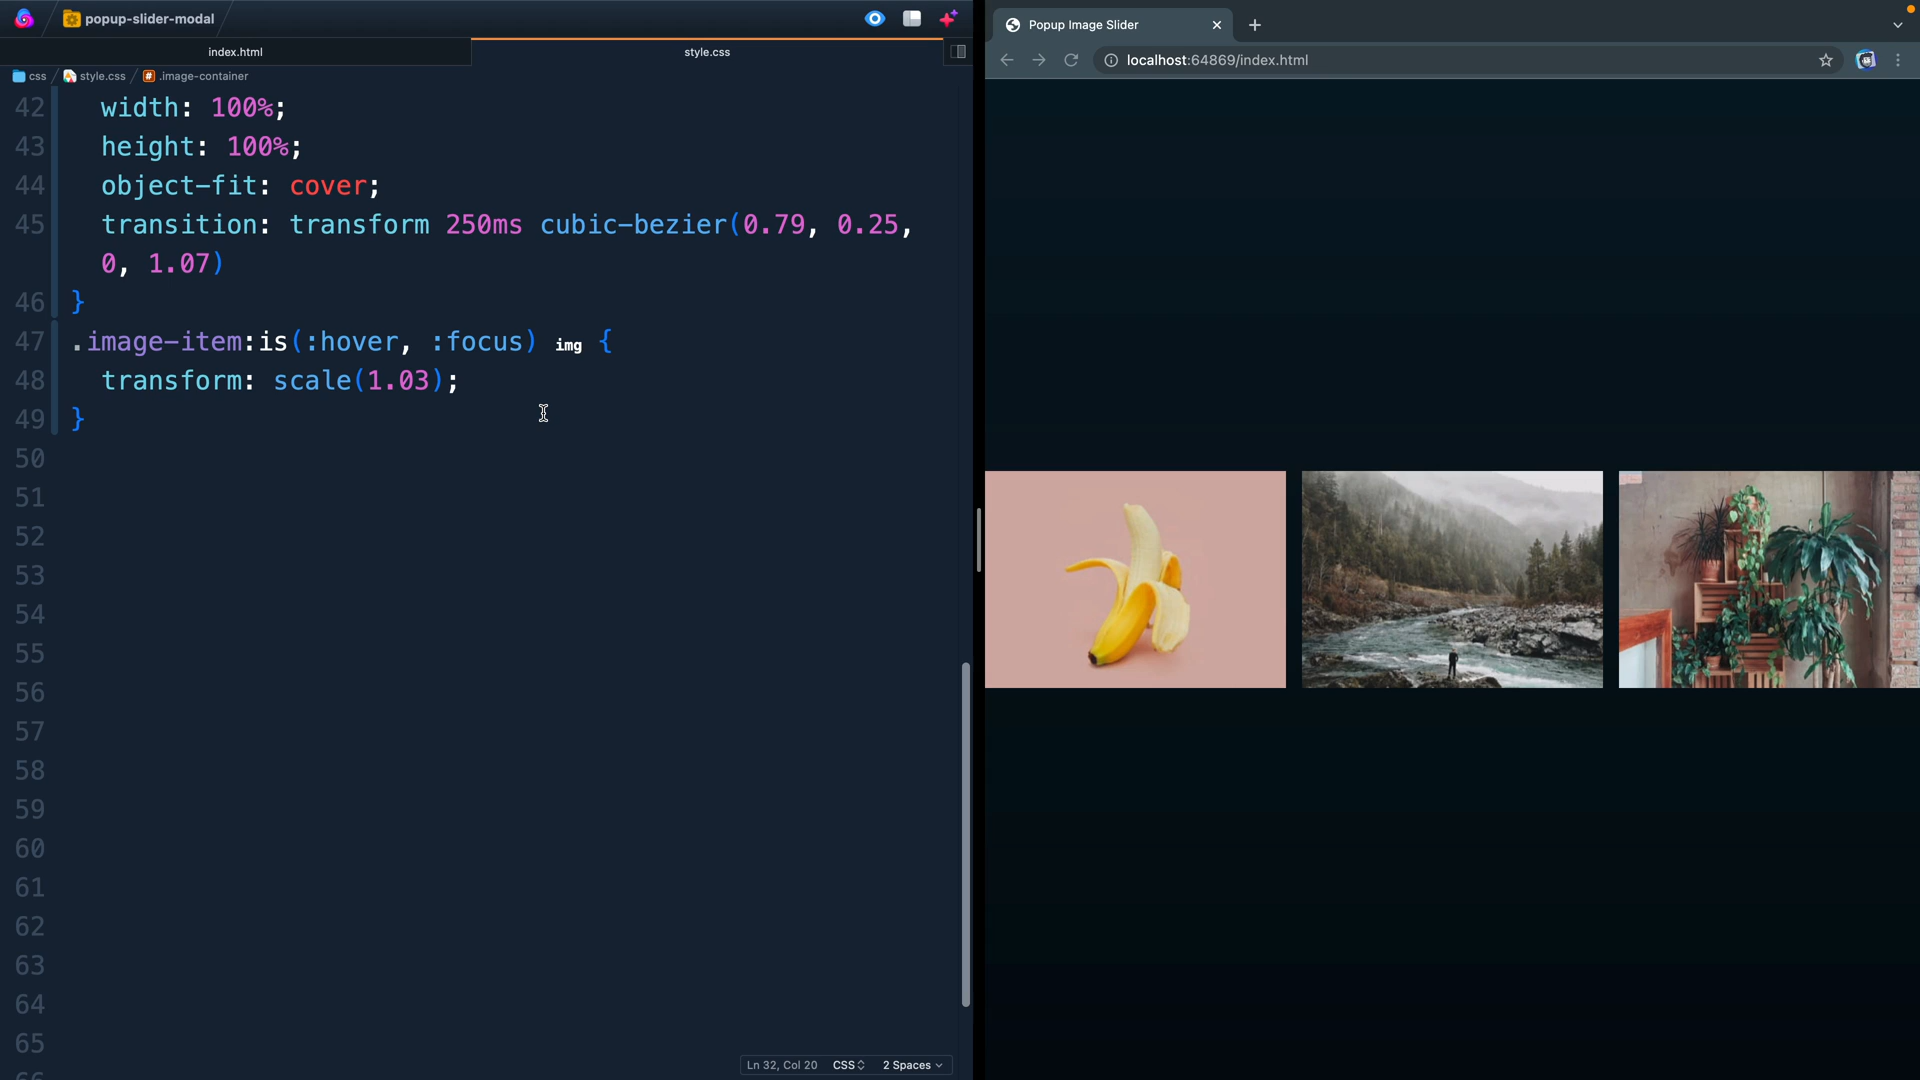 popup-slider-modal
index.html
style.css
css / style.css / # .image-container
42 width: 100%;
43 height: 100%;
44 object-fit: cover;
45 transition: transform 250ms cubic-bezier(0.79, 0.25,
0, 1.07)
46 }
47 .image-item:is(:hover, :focus) img {
48 transform: scale(1.03);
49 }
50
51
52
53
54
55
56
57
58
59
60
61
62
63
64
65
66
Ln 32, Col 20 CSS 2 Spaces
Popup Image Slider
localhost:64869/index.html